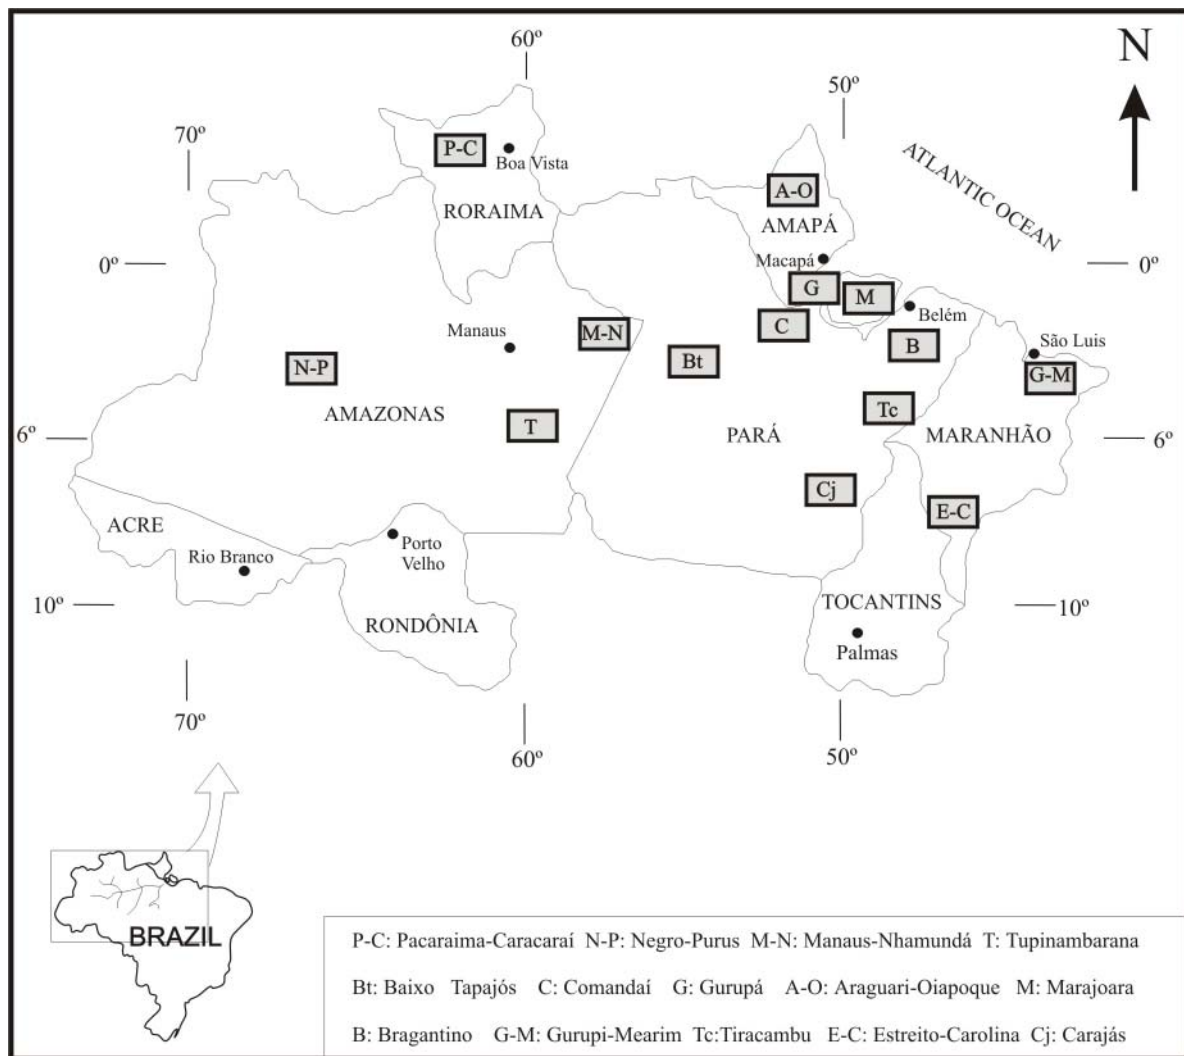 60º
N
50º
70º
P-C
Boa Vista
ATLANTIC OCEAN
A-O
RORAIMA
AMAPÁ
0º
Macapá
0º
G
M
C
Belém
Manaus
M-N
B
São Luis
Bt
N-P
G-M
AMAZONAS
T
Tc
6º
PARÁ
MARANHÃO
6º
Cj
ACRE
E-C
Rio Branco
Porto
Velho
10º
TOCANTINS
10º
RONDÔNIA
Palmas
70º
60º
50º
BRAZIL
P-C: Pacaraima-Caracaraí N-P: Negro-Purus M-N: Manaus-Nhamundá T: Tupinambarana
Bt: Baixo Tapajós C: Comandaí G: Gurupá A-O: Araguari-Oiapoque M: Marajoara
B: Bragantino G-M: Gurupi-Mearim Tc:Tiracambu E-C: Estreito-Carolina Cj: Carajás